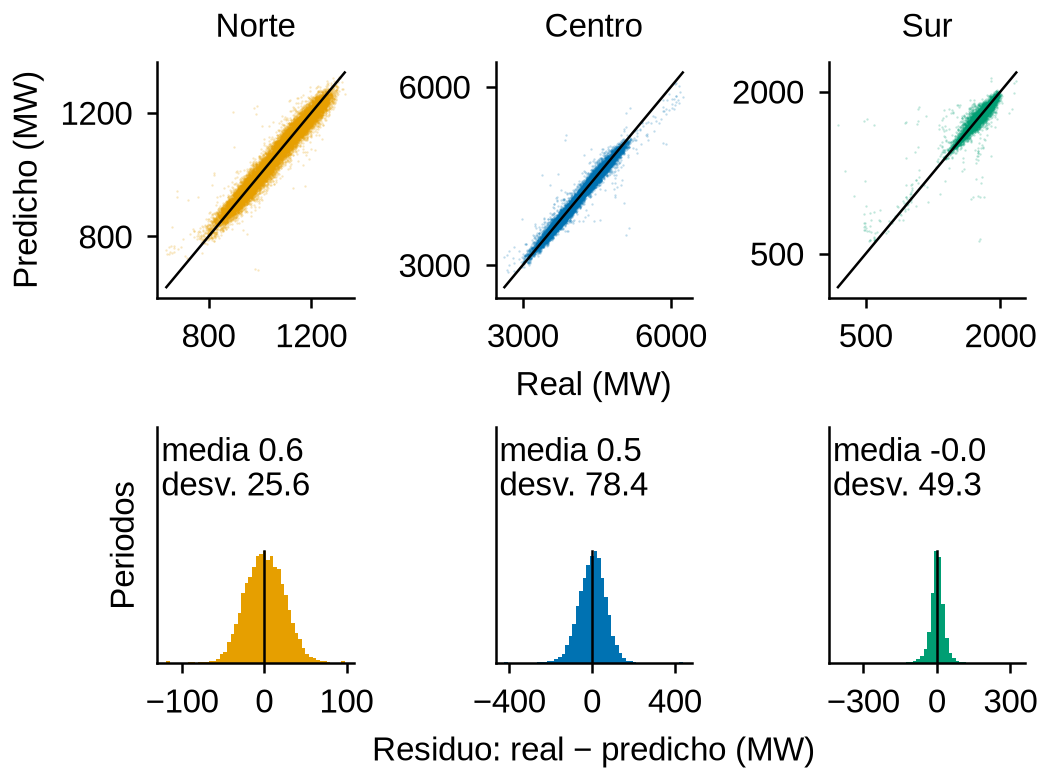 Norte
Centro
Sur
Predicho (MW)
1200
800
800 1200
6000
3000
3000 6000
2000
500
500 2000
Real (MW)
Periodos
media 0.6
desv. 25.6
−100 0 100
media 0.5
desv. 78.4
−400 0 400
media -0.0
desv. 49.3
−300 0 300
Residuo: real − predicho (MW)